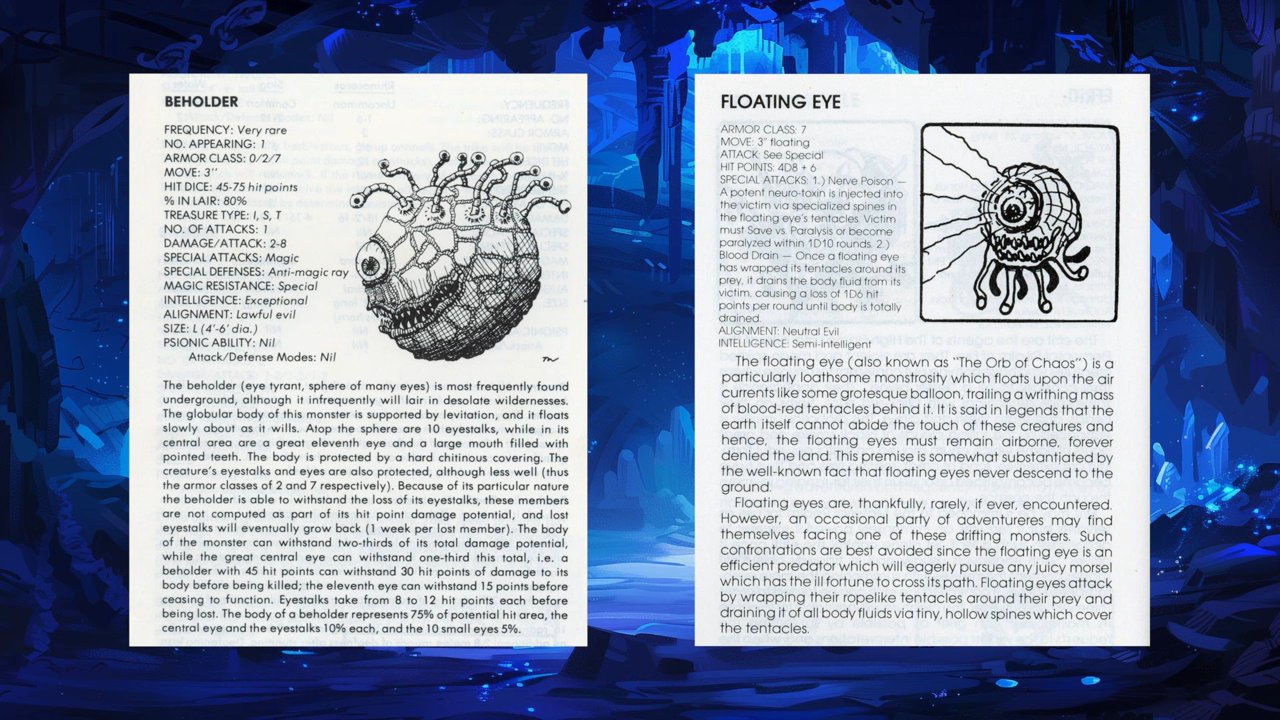 BEHOLDER
FREQUENCY: Very rare
NO. APPEARING: 1
ARMOR CLASS: 0/2/7
MOVE: 3''
HIT DICE: 45-75 hit points
% IN LAIR: 80%
TREASURE TYPE: I, S, T
NO. OF ATTACKS: 1
DAMAGE/ATTACK: 2-8
SPECIAL ATTACKS: Magic
SPECIAL DEFENSES: Anti-magic ray
MAGIC RESISTANCE: Special
INTELLIGENCE: Exceptional
ALIGNMENT: Lawful evil
SIZE: L (4'-6' dia.)
PSIONIC ABILITY: Nil
Attack/Defense Modes: Nil
The beholder (eye tyrant, sphere of many eyes) is most frequently found
underground, although it infrequently will lair in desolate wildernesses.
The globular body of this monster is supported by levitation, and it floats
slowly about as it wills. Atop the sphere are 10 eyestalks, while in its
central area are a great eleventh eye and a large mouth filled with
pointed teeth. The body is protected by a hard chitinous covering. The
creature's eyestalks and eyes are also protected, although less well (thus
the armor classes of 2 and 7 respectively). Because of its particular nature
the beholder is able to withstand the loss of its eyestalks, these members
are not computed as part of its hit point damage potential, and lost
eyestalks will eventually grow back (1 week per lost member). The body
of the monster can withstand two-thirds of its total damage potential,
while the great central eye can withstand one-third this total, i.e. a
beholder with 45 hit points can withstand 30 hit points of damage to its
body before being killed; the eleventh eye can withstand 15 points before
ceasing to function. Eyestalks take from 8 to 12 hit points each before
being lost. The body of a beholder represents 75% of potential hit area, the
central eye and the eyestalks 10% each, and the 10 small eyes 5%.
FLOATING EYE
ARMOR CLASS: 7
MOVE: 3" floating
ATTACK: See Special
HIT POINTS: 4D8 + 6
SPECIAL ATTACKS: 1.) Nerve Poison —
A potent neuro-toxin is injected into
the victim via specialized spines in
the floating eye's tentacles. Victim
must Save vs. Paralysis or become
paralyzed within 1D10 rounds. 2.)
Blood Drain — Once a floating eye
has wrapped its tentacles around its
prey, it drains the body fluid from its
victim, causing a loss of 1D6 hit
points per round until body is totally
drained.
ALIGNMENT: Neutral Evil
INTELLIGENCE: Semi-intelligent
The floating eye (also known as "The Orb of Chaos") is a
particularly loathsome monstrosity which floats upon the air
currents like some grotesque balloon, trailing a writhing mass
of blood-red tentacles behind it. It is said in legends that the
earth itself cannot abide the touch of these creatures and
hence, the floating eyes must remain airborne, forever
denied the land. This premise is somewhat substantiated by
the well-known fact that floating eyes never descend to the
ground.
Floating eyes are, thankfully, rarely, if ever, encountered.
However, an occasional party of adventureres may find
themselves facing one of these drifting monsters. Such
confrontations are best avoided since the floating eye is an
efficient predator which will eagerly pursue any juicy morsel
which has the ill fortune to cross its path. Floating eyes attack
by wrapping their ropelike tentacles around their prey and
draining it of all body fluids via tiny, hollow spines which cover
the tentacles.